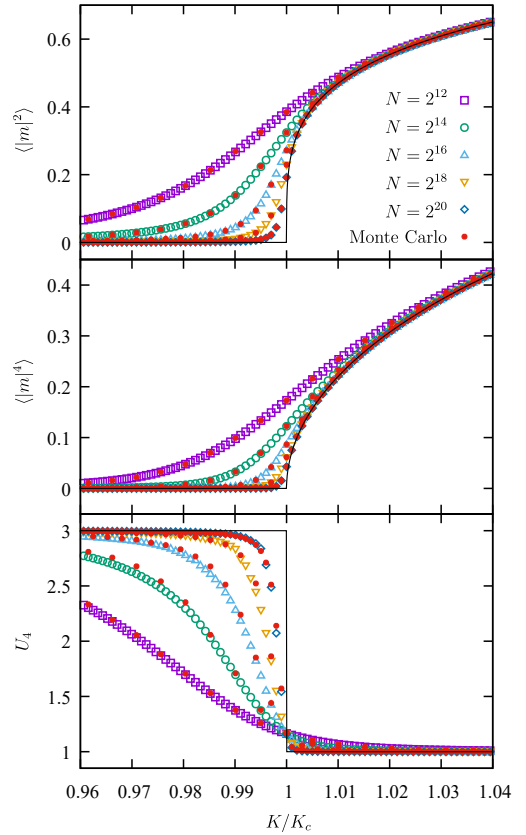 0.6
0.4
0.2
0
⟨|m|²⟩
N = 2¹²
N = 2¹⁴
N = 2¹⁶
N = 2¹⁸
N = 2²⁰
Monte Carlo
0.4
0.3
0.2
0.1
0
⟨|m|⁴⟩
3
2.5
2
1.5
1
U₄
0.96 0.97 0.98 0.99 1 1.01 1.02 1.03 1.04
K/K_c